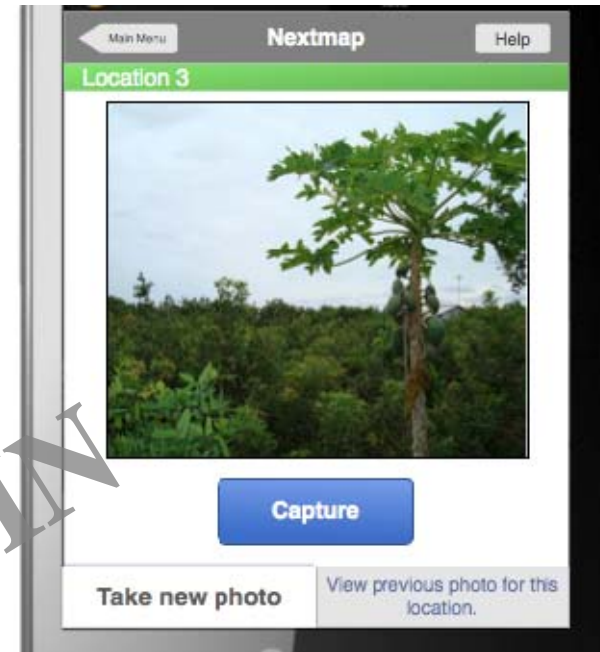 Main Menu
Nextmap
Help
Location 3
Capture
Take new photo
View previous photo for this
location.